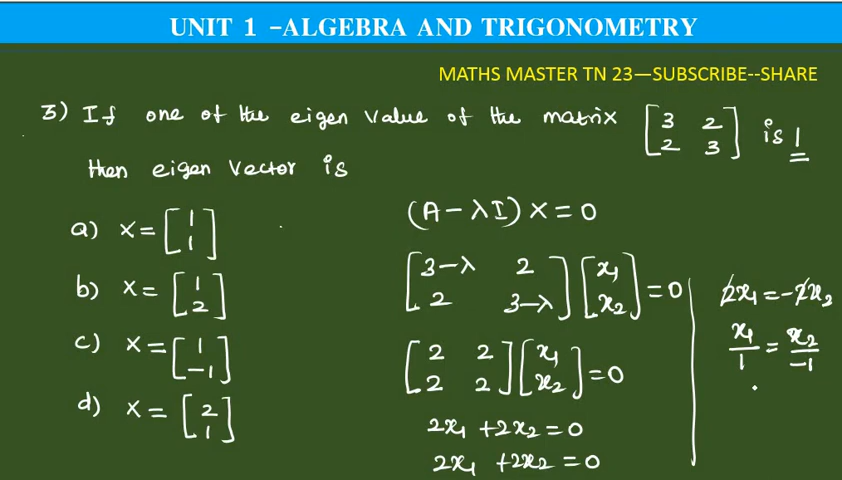 UNIT 1 -ALGEBRA AND TRIGONOMETRY
MATHS MASTER TN 23—SUBSCRIBE--SHARE
3) If one of the eigen value of the matrix [3 2; 2 3] is 1
then eigen vector is
a) X = [1; 1]
b) X = [1; 2]
c) X = [1; -1]
d) X = [2; 1]
(A - λI) X = 0
[3-λ 2; 2 3-λ] [x₁; x₂] = 0
[2 2; 2 2] [x₁; x₂] = 0
2x₁ + 2x₂ = 0
2x₁ + 2x₂ = 0
2x₁ = -2x₂
x₁/1 = x₂/-1